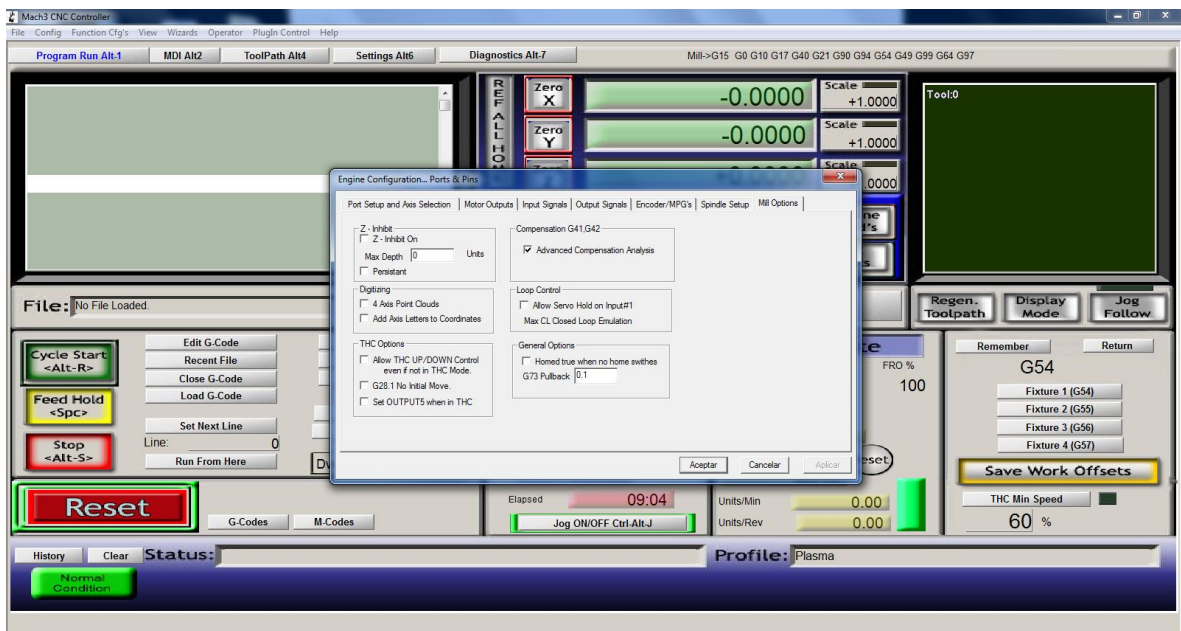 Mach3 CNC Controller
File Config Function Cfg's View Wizards Operator PlugIn Control Help
Program Run Alt-1 MDI Alt2 ToolPath Alt4 Settings Alt6 Diagnostics Alt-7 Mill->G15 G0 G10 G17 G40 G21 G90 G94 G54 G49 G99 G64 G97
REF ALL HOM
Zero X -0.0000 Scale +1.0000
Zero Y -0.0000 Scale +1.0000
Scale
Tool:0
Engine Configuration... Ports & Pins
Port Setup and Axis Selection Motor Outputs Input Signals Output Signals Encoder/MPG's Spindle Setup Mill Options
Z - Inhibit
Z - Inhibit On
Max Depth 0 Units
Persistant
Digitizing
4 Axis Point Clouds
Add Axis Letters to Coordinates
THC Options
Allow THC UP/DOWN Control
even if not in THC Mode.
G28.1 No Initial Move.
Set OUTPUT5 when in THC
Compensation G41,G42
Advanced Compensation Analysis
Loop Control
Allow Servo Hold on Input#1
Max CL Closed Loop Emulation
General Options
Homed true when no home swithes
G73 Pullback 0.1
Aceptar Cancelar Aplicar
File: No File Loaded.
Regen. Toolpath Display Mode Jog Follow
Cycle Start
<Alt-R>
Feed Hold
<Spc>
Stop
<Alt-S>
Edit G-Code
Recent File
Close G-Code
Load G-Code
Set Next Line
Line: 0
Run From Here
FRO %
100
Remember Return
G54
Fixture 1 (G54)
Fixture 2 (G55)
Fixture 3 (G56)
Fixture 4 (G57)
Save Work Offsets
THC Min Speed
60 %
Reset
G-Codes M-Codes
Elapsed 09:04
Jog ON/OFF Ctrl-Alt-J
Units/Min 0.00
Units/Rev 0.00
History Clear Status: Profile: Plasma
Normal
Condition